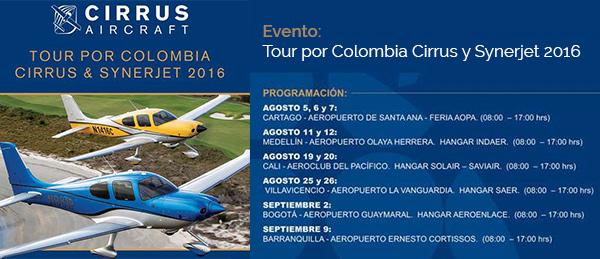 CIRRUS
AIRCRAFT
TOUR POR COLOMBIA
CIRRUS & SYNERJET 2016
N1416C
Evento:
Tour por Colombia Cirrus y Synerjet 2016
PROGRAMACIÓN:
AGOSTO 5, 6 y 7:
CARTAGO - AEROPUERTO DE SANTA ANA - FERIA AOPA. (08:00 – 17:00 hrs)
AGOSTO 11 y 12:
MEDELLÍN - AEROPUERTO OLAYA HERRERA. HANGAR INDAER. (08:00 – 17:00 hrs)
AGOSTO 19 y 20:
CALI - AEROCLUB DEL PACÍFICO. HANGAR SOLAIR – SAVIAIR. (08:00 – 17:00 hrs)
AGOSTO 25 y 26:
VILLAVICENCIO - AEROPUERTO LA VANGUARDIA. HANGAR SAER. (08:00 – 17:00 hrs)
SEPTIEMBRE 2:
BOGOTÁ - AEROPUERTO GUAYMARAL. HANGAR AEROENLACE. (08:00 – 17:00 hrs)
SEPTIEMBRE 9:
BARRANQUILLA - AEROPUERTO ERNESTO CORTISSOS. (08:00 – 17:00 hrs)